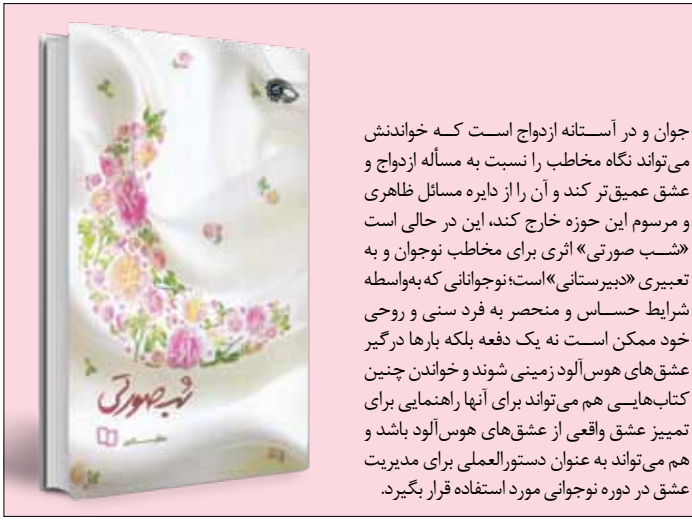 جوان و در آستانه ازدواج است که خواندنش
می‌تواند نگاه مخاطب را نسبت به مسأله ازدواج و
عشق عمیق‌تر کند و آن را از دایره مسائل ظاهری
و مرسوم این حوزه خارج کند، این در حالی است
«شب صورتی» اثری برای مخاطب نوجوان و به
تعبیری «دبیرستانی» است؛ نوجوانانی که به‌واسطه
شرایط حساس و منحصر به فرد سنی و روحی
خود ممکن است نه یک دفعه بلکه بارها درگیر
عشق‌های هوس‌آلود زمینی شوند و خواندن چنین
کتاب‌هایی هم می‌تواند برای آنها راهنمایی برای
تمییز عشق واقعی از عشق‌های هوس‌آلود باشد و
هم می‌تواند به عنوان دستورالعملی برای مدیریت
عشق در دوره نوجوانی مورد استفاده قرار بگیرد.
شب صورتی